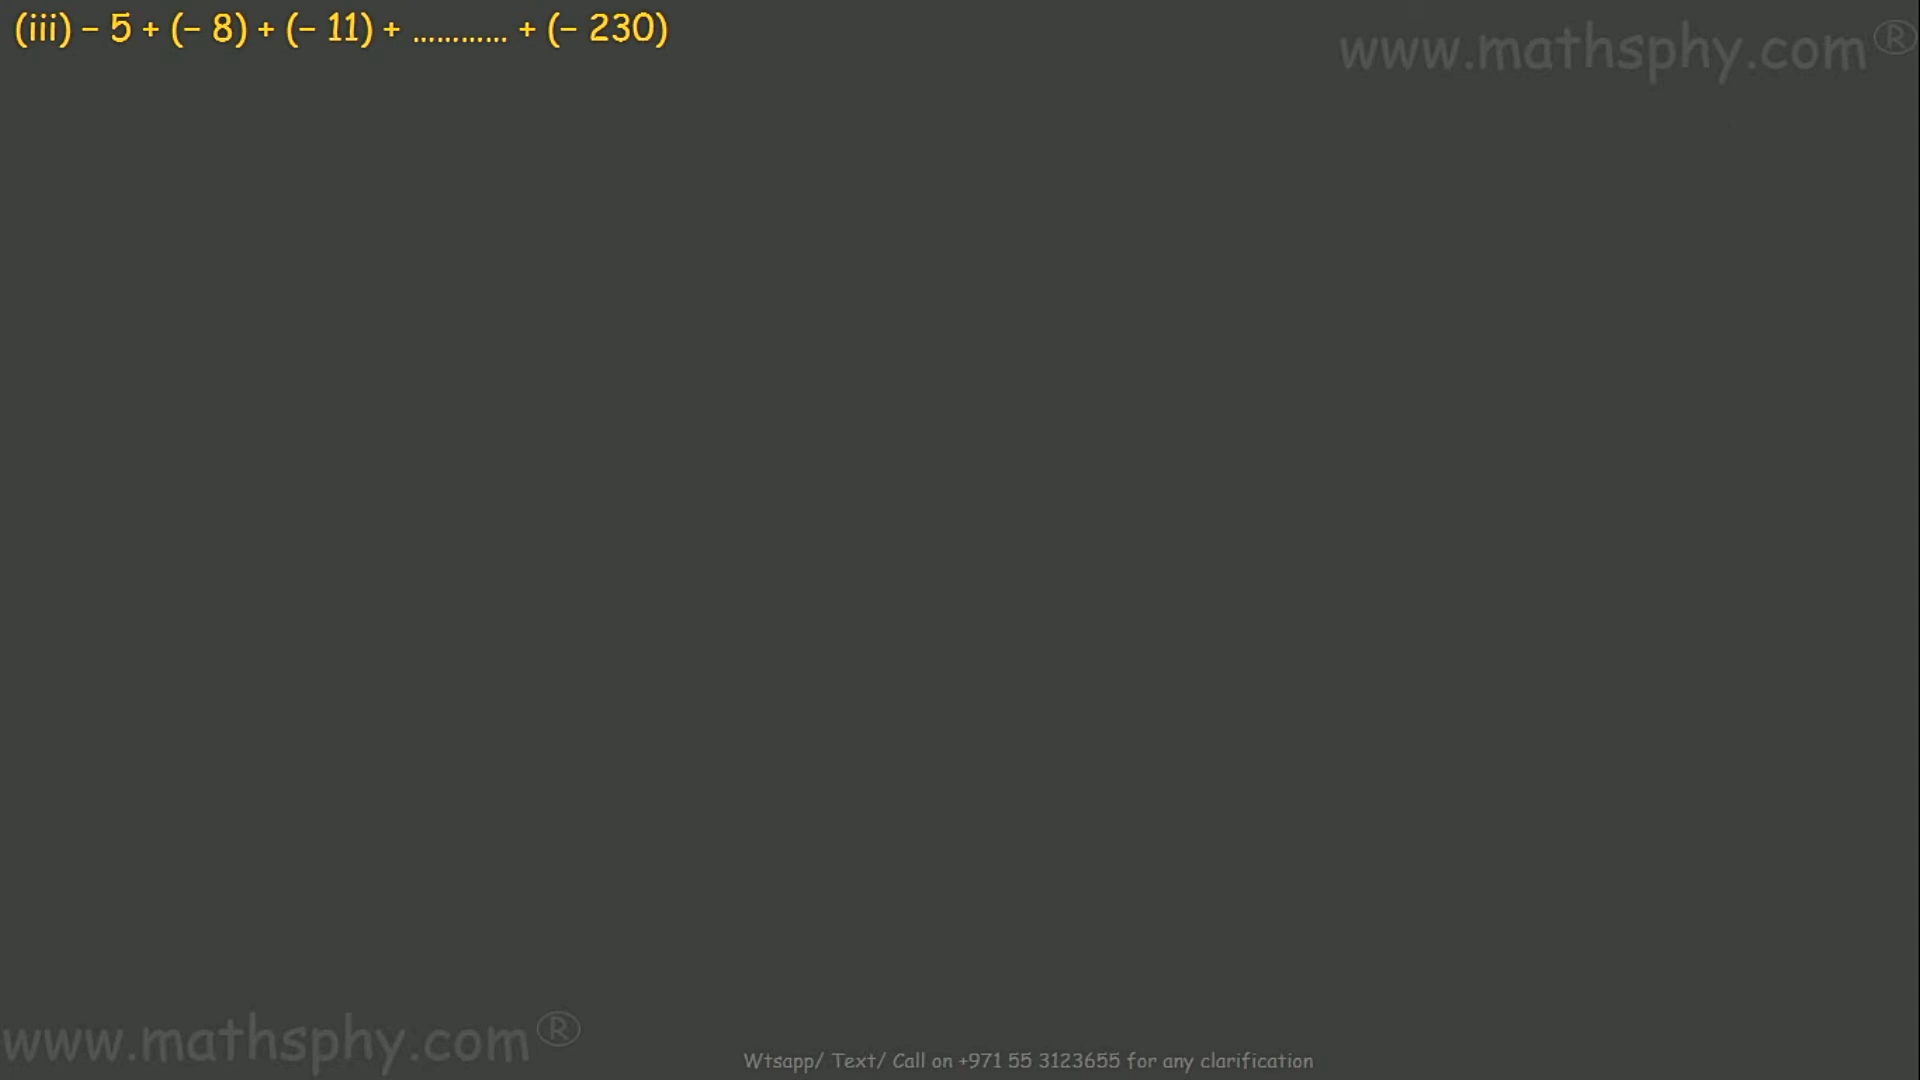 (iii) – 5 + (– 8) + (– 11) + ………… + (– 230)
www.mathsphy.com®
www.mathsphy.com®
Wtsapp/ Text/ Call on +971 55 3123655 for any clarification